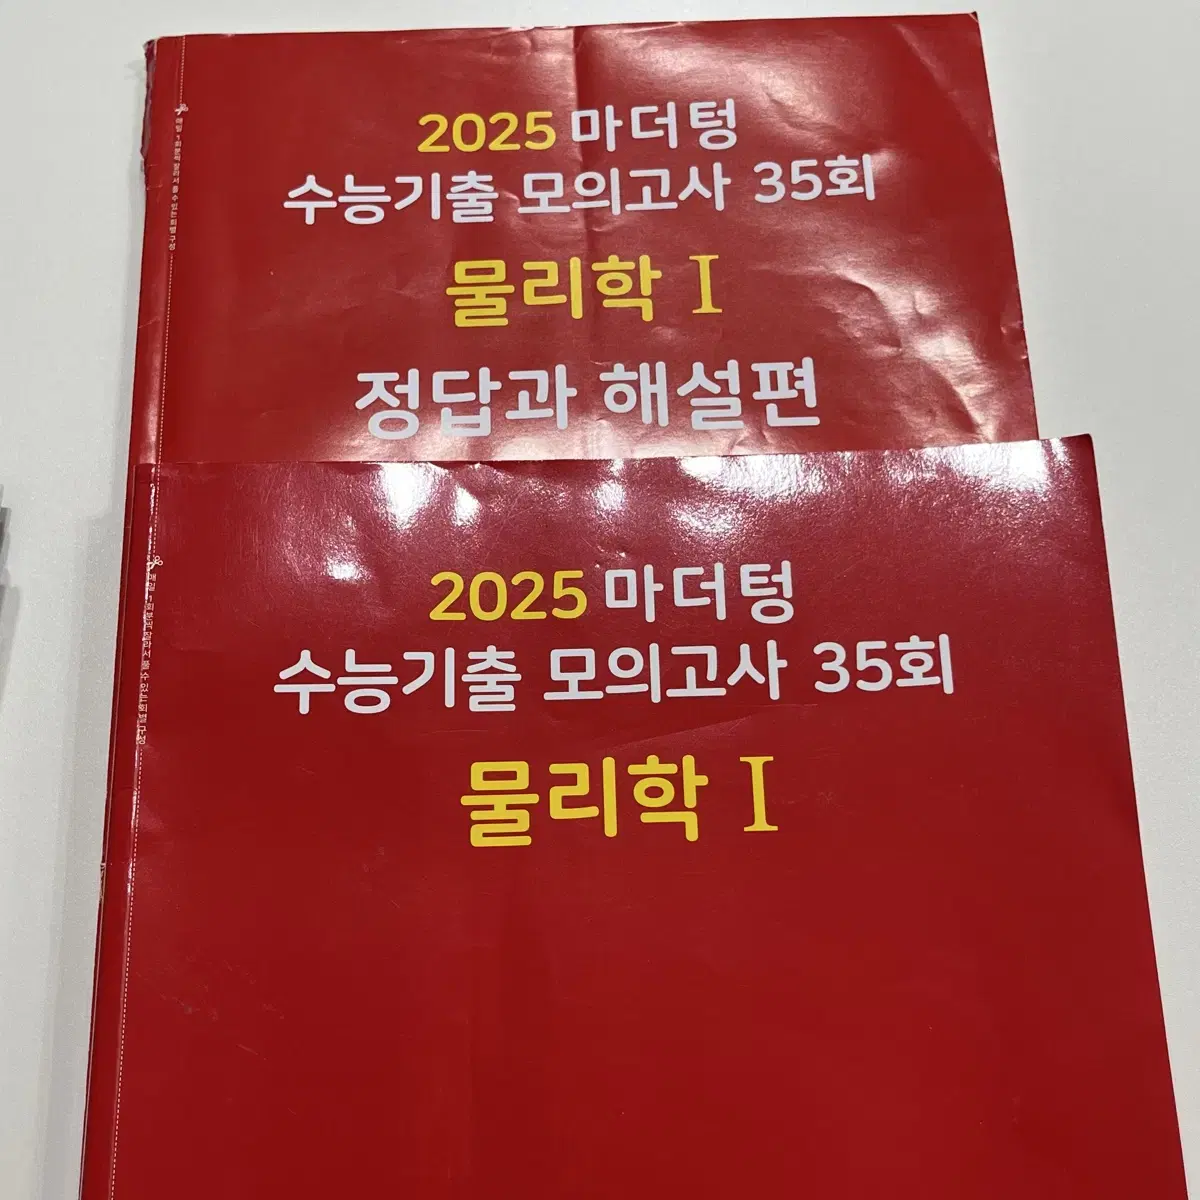 2025 마더텅
수능기출 모의고사 35회
물리학 I
정답과 해설편
2025 마더텅
수능기출 모의고사 35회
물리학 I